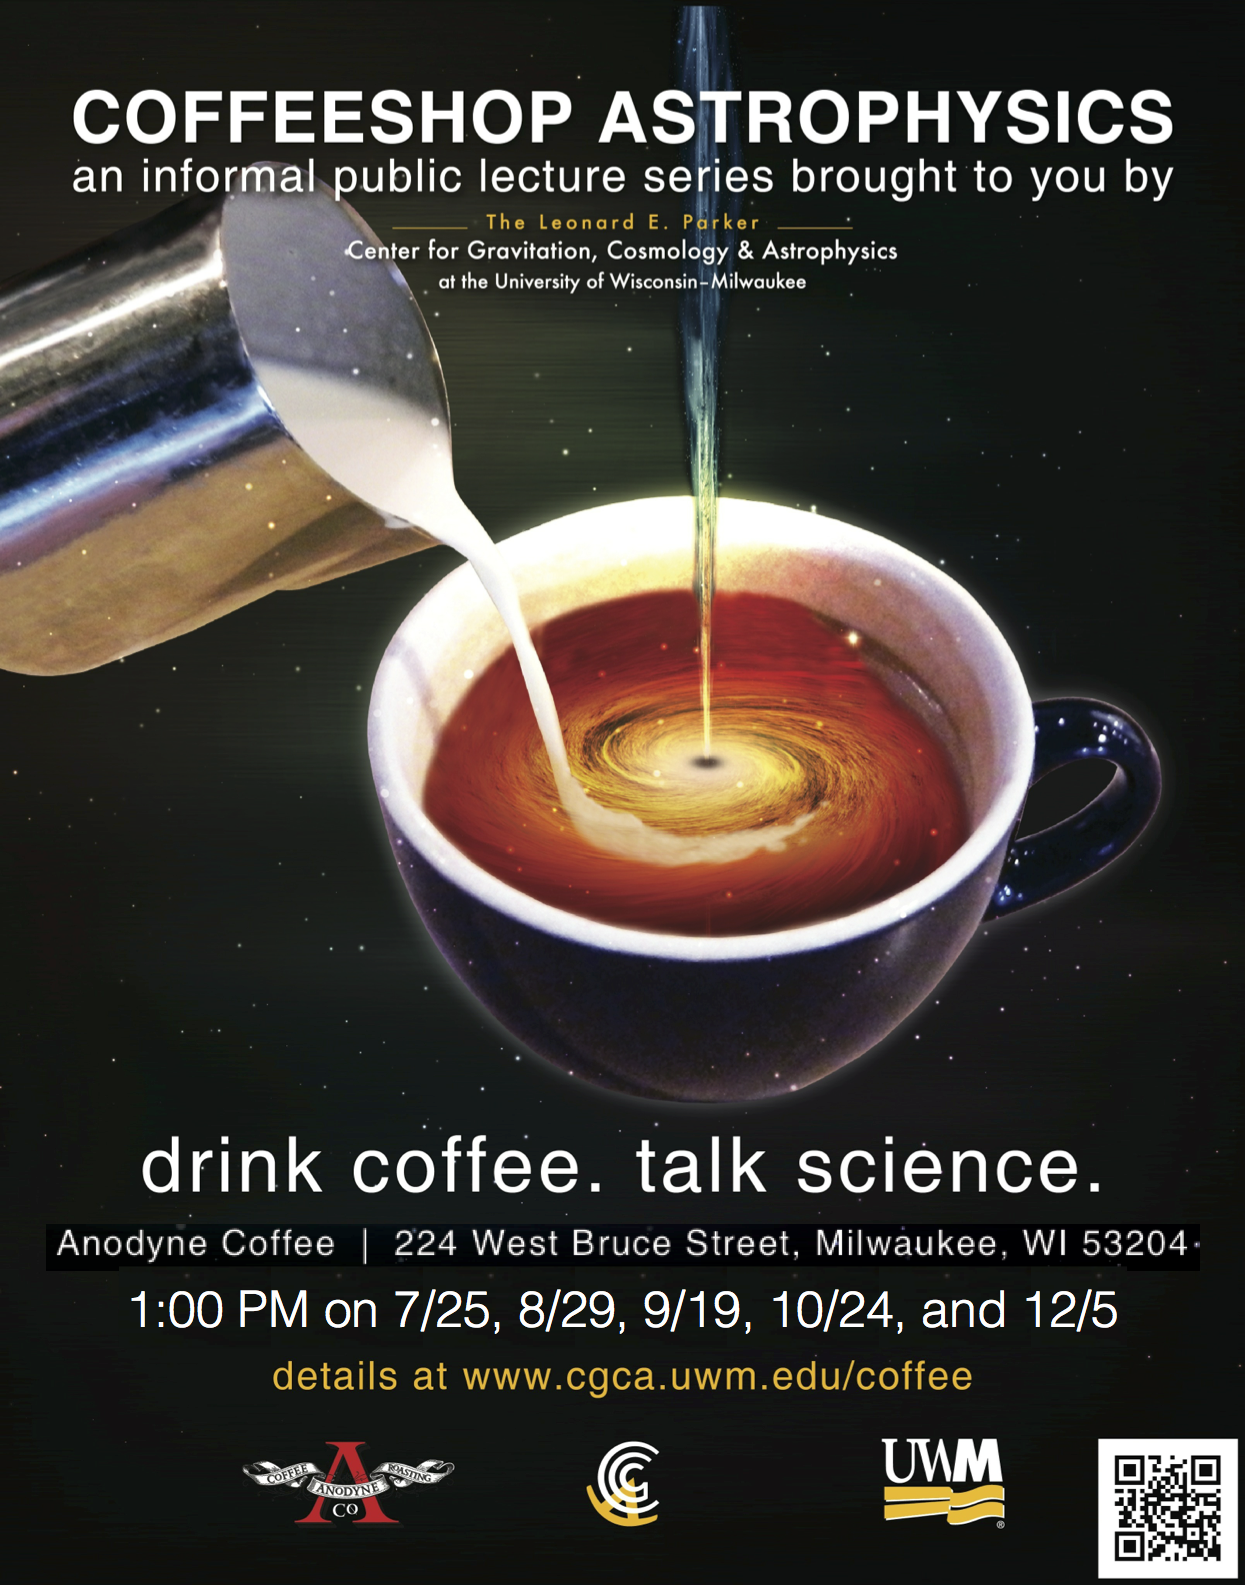 COFFEESHOP ASTROPHYSICS
an informal public lecture series brought to you by
The Leonard E. Parker
Center for Gravitation, Cosmology & Astrophysics
at the University of Wisconsin–Milwaukee
drink coffee. talk science.
Anodyne Coffee | 224 West Bruce Street, Milwaukee, WI 53204
1:00 PM on 7/25, 8/29, 9/19, 10/24, and 12/5
details at www.cgca.uwm.edu/coffee
A
COFFEE ANODYNE ROASTING
CO
CGCA
UWM
®